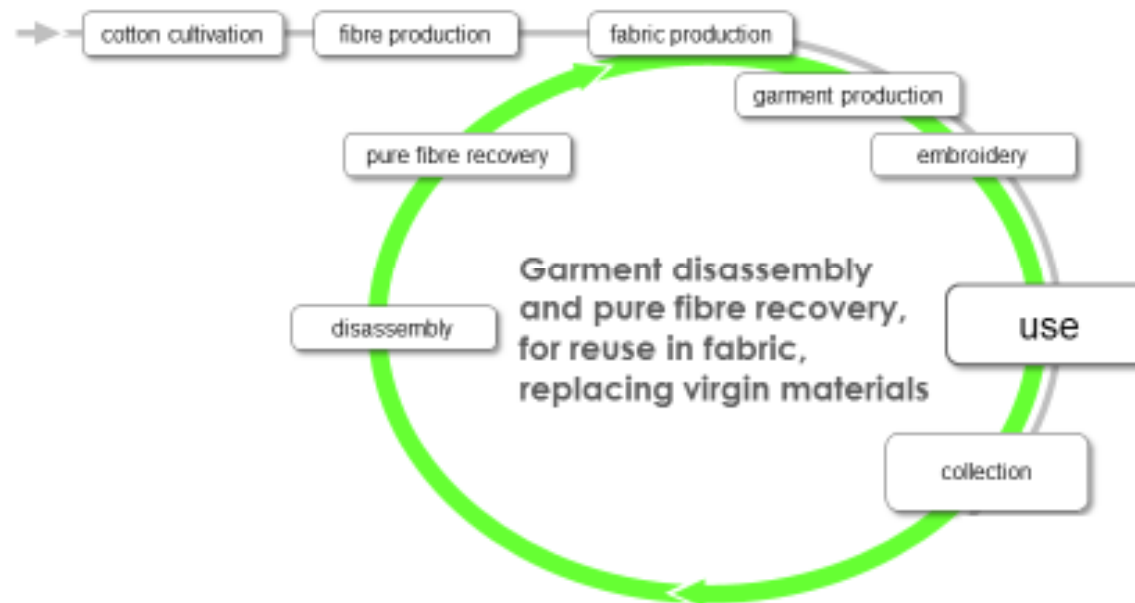 cotton cultivation
fibre production
fabric production
garment production
embroidery
pure fibre recovery
Garment disassembly
and pure fibre recovery,
for reuse in fabric,
replacing virgin materials
use
disassembly
collection